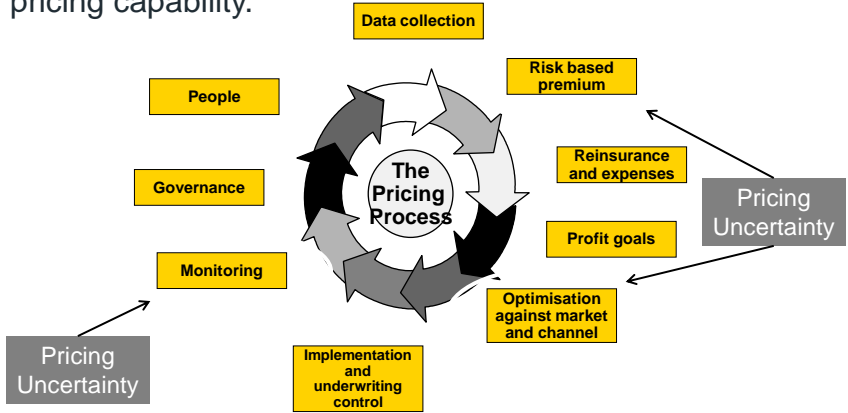 pricing capability.
Data collection
Risk based
premium
People
The
Pricing
Process
Reinsurance
and expenses
Governance
Pricing
Uncertainty
Profit goals
Monitoring
Optimisation
against market
and channel
Pricing
Uncertainty
Implementation
and
underwriting
control